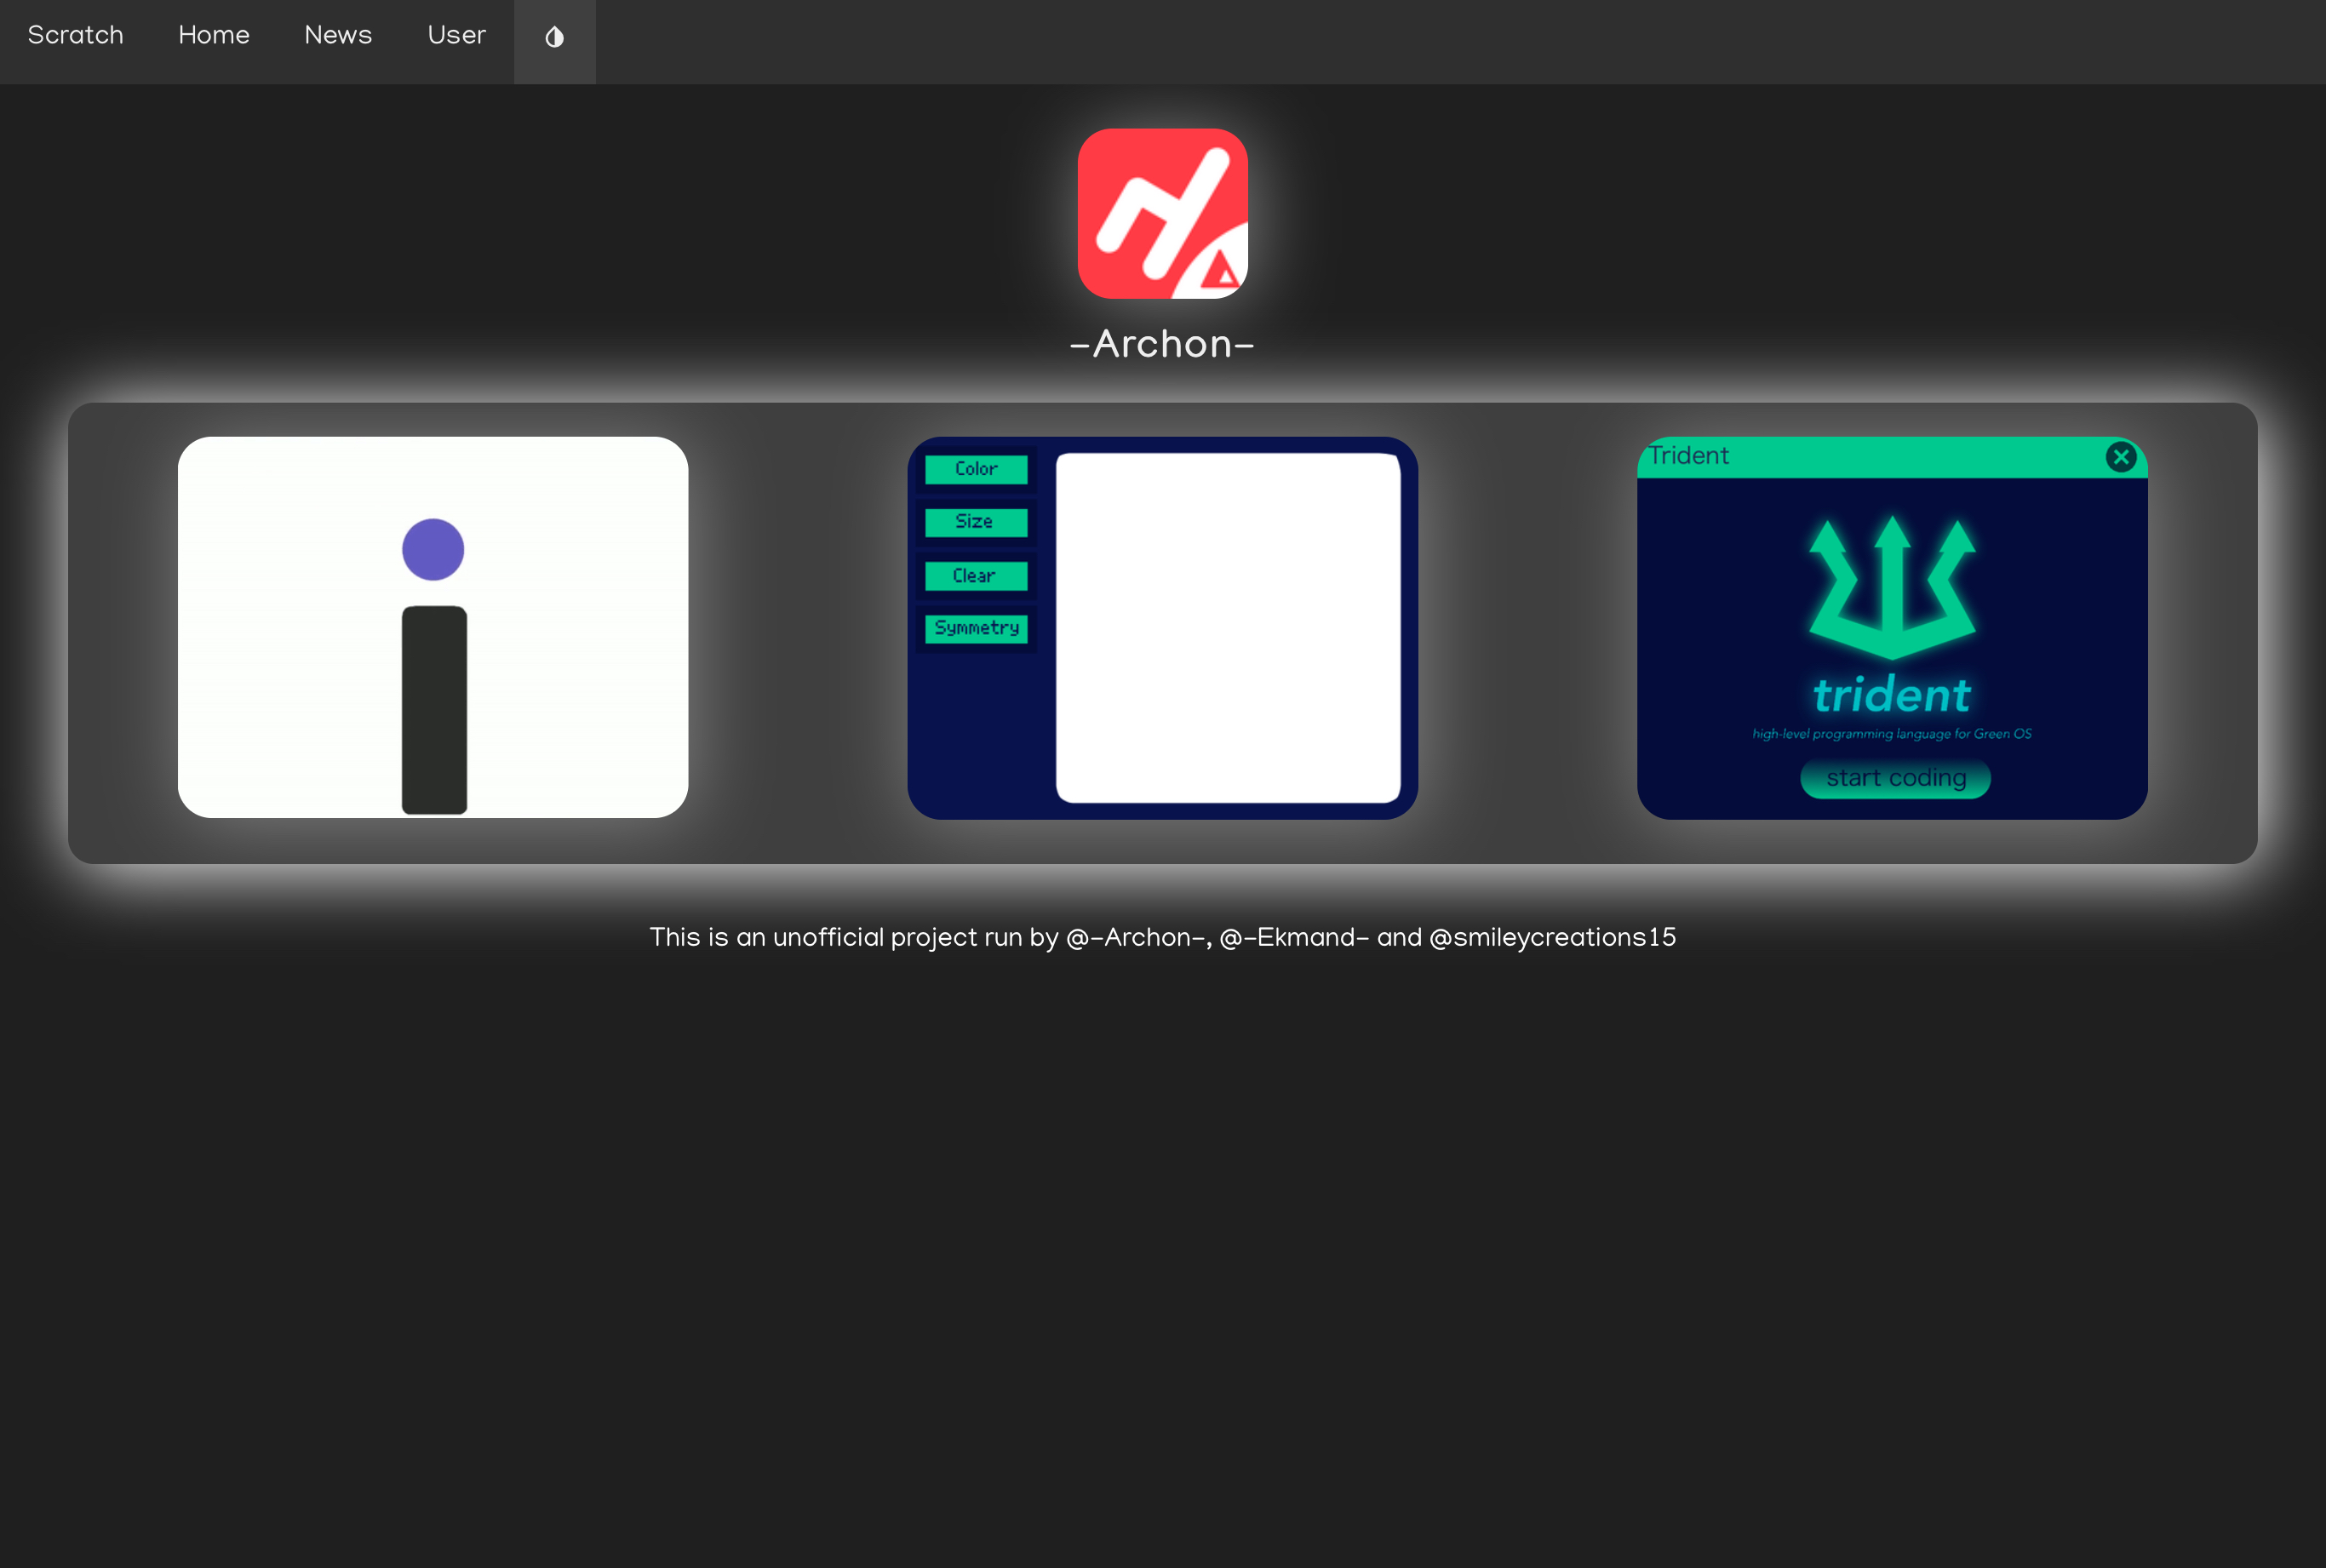 Scratch Home News User
-Archon-
Color
Size
Clear
Symmetry
Trident
trident
high-level programming language for Green OS
start coding
This is an unofficial project run by @-Archon-, @-Ekmand- and @smileycreations15